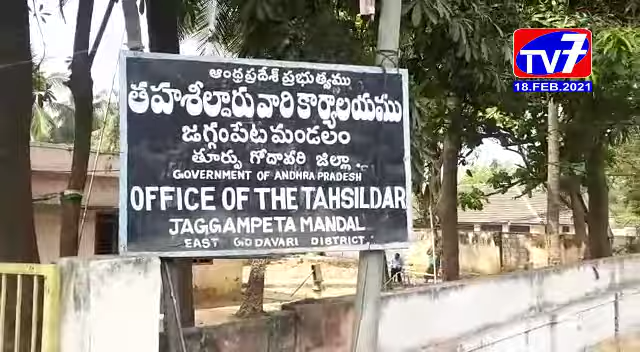 TV7
18.FEB.2021
ఆంధ్రప్రదేశ్ ప్రభుత్వము
తహశీల్దారు వారి కార్యాలయము
జగ్గంపేట మండలం
తూర్పు గోదావరి జిల్లా
GOVERNMENT OF ANDHRA PRADESH
OFFICE OF THE TAHSILDAR
JAGGAMPETA MANDAL
EAST GODAVARI DISTRICT.